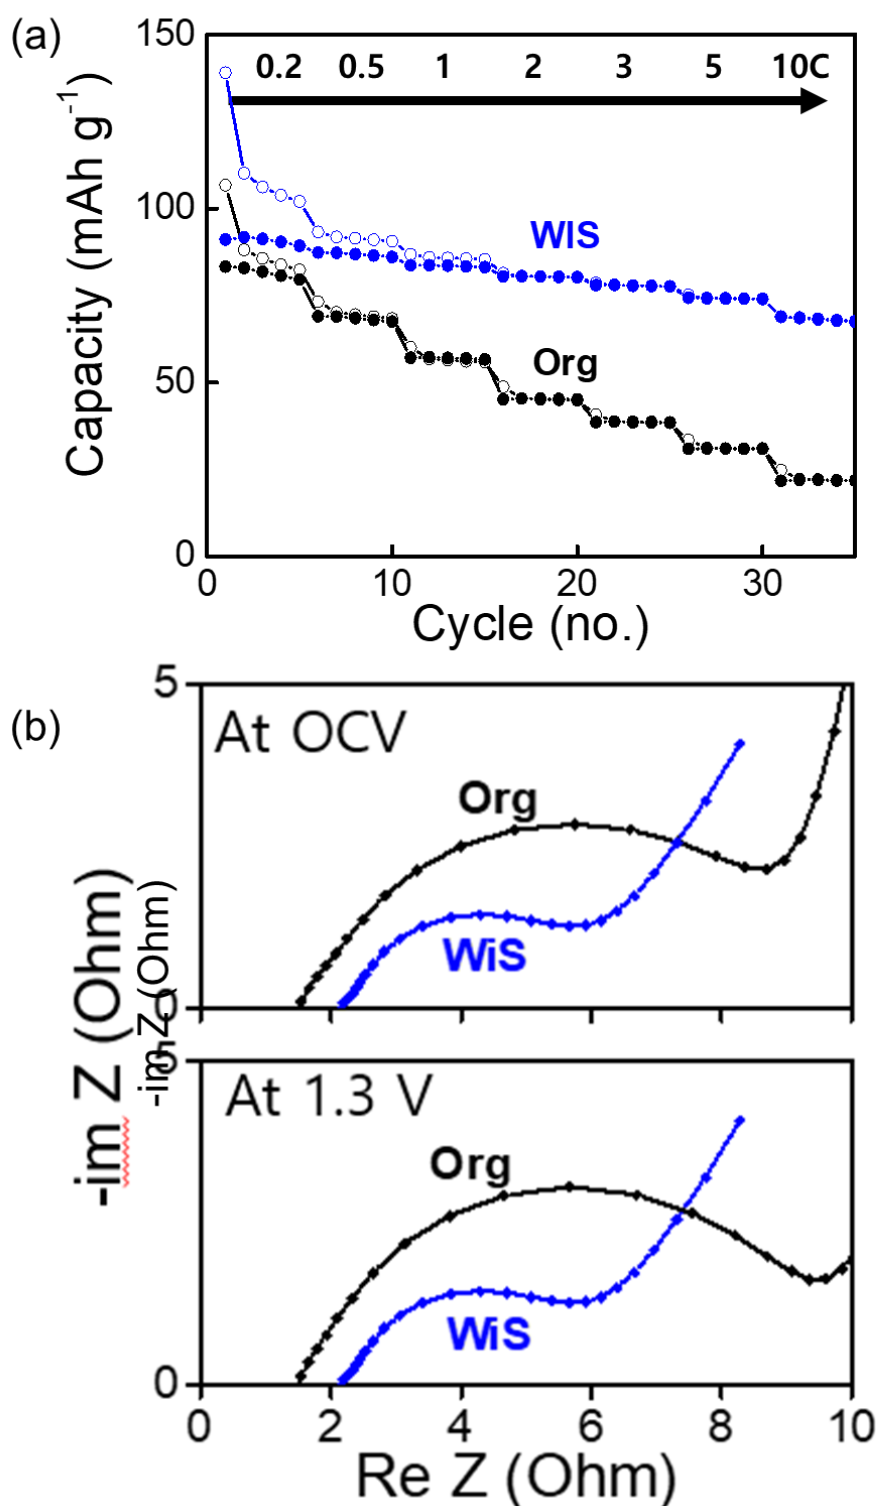 (a)
Capacity (mAh g⁻¹)
150
100
50
0
0.2 0.5 1 2 3 5 10C
WIS
Org
0 10 20 30
Cycle (no.)
(b)
-im Z (Ohm)
-im Z (Ohm)
5
At OCV
Org
WiS
0
5
At 1.3 V
Org
WiS
0
0 2 4 6 8 10
Re Z (Ohm)